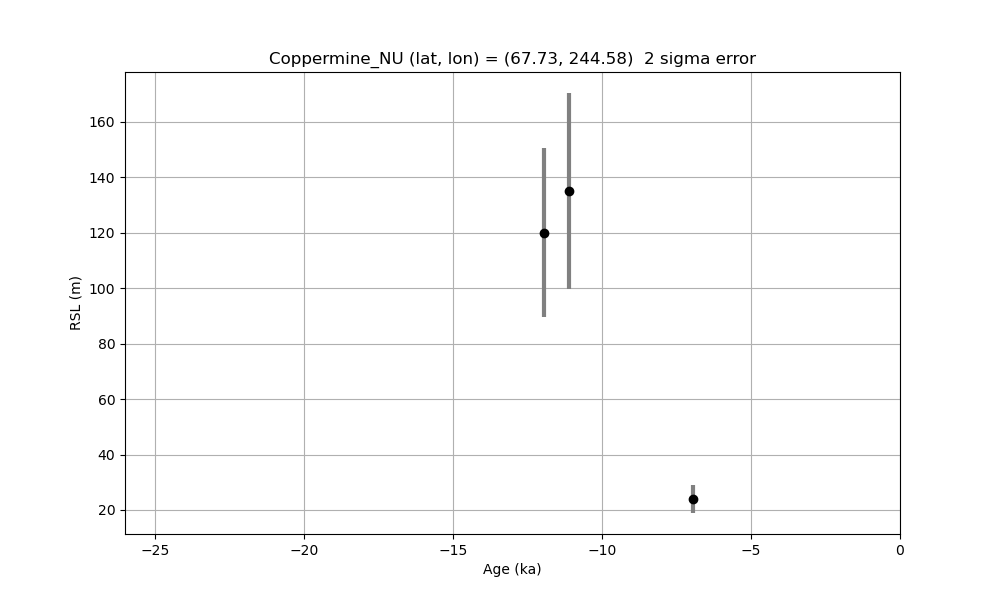 Coppermine_NU (lat, lon) = (67.73, 244.58)  2 sigma error
RSL (m)
160
140
120
100
80
60
40
20
−25 −20 −15 −10 −5 0
Age (ka)